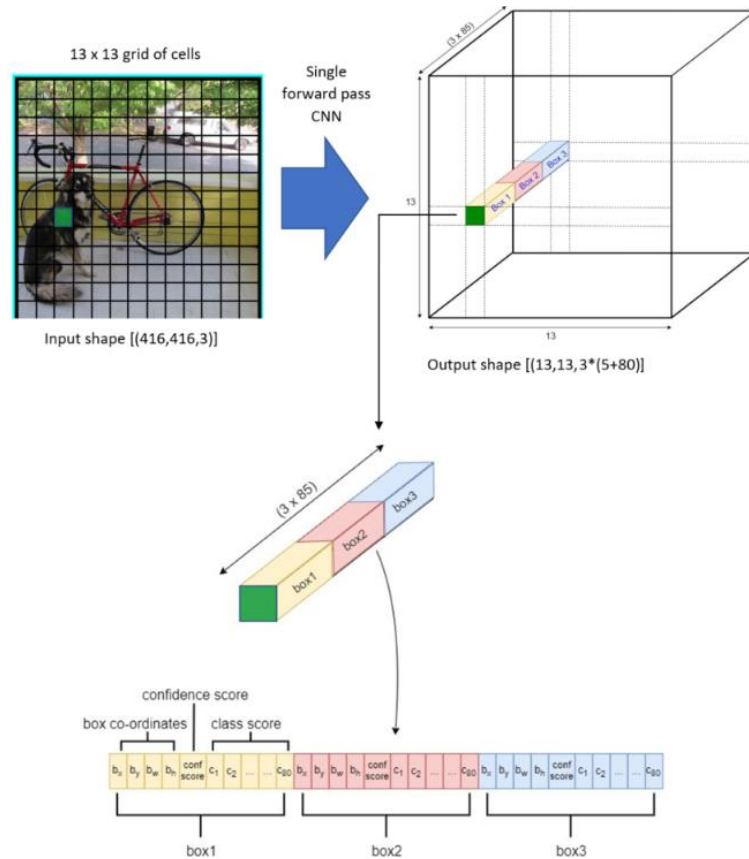 13 x 13 grid of cells
Input shape [(416,416,3)]
Single
forward pass
CNN
(3 x 85)
13
Box 1
Box 2
Box 3
13
Output shape [(13,13,3*(5+80)]
(3 x 85)
box1
box2
box3
confidence score
box co-ordinates
class score
bx by bw bh conf score c1 c2 ... ... c80 bx by bw bh conf score c1 c2 ... ... c80 bx by bw bh conf score c1 c2 ... ... c80
box1
box2
box3